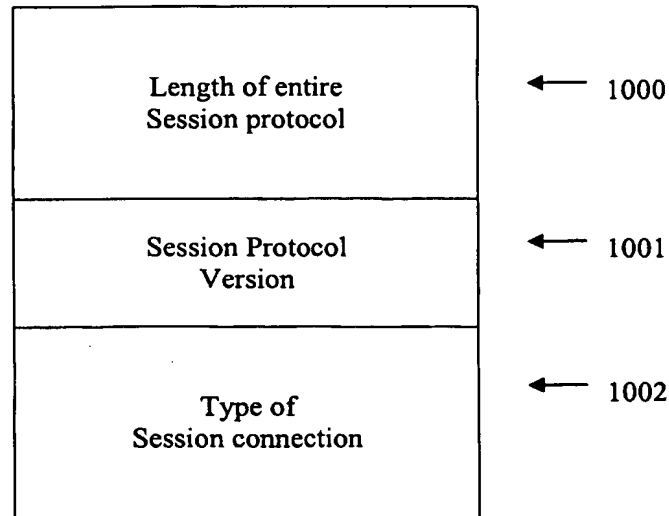 Length of entire
Session protocol
1000
Session Protocol
Version
1001
Type of
Session connection
1002